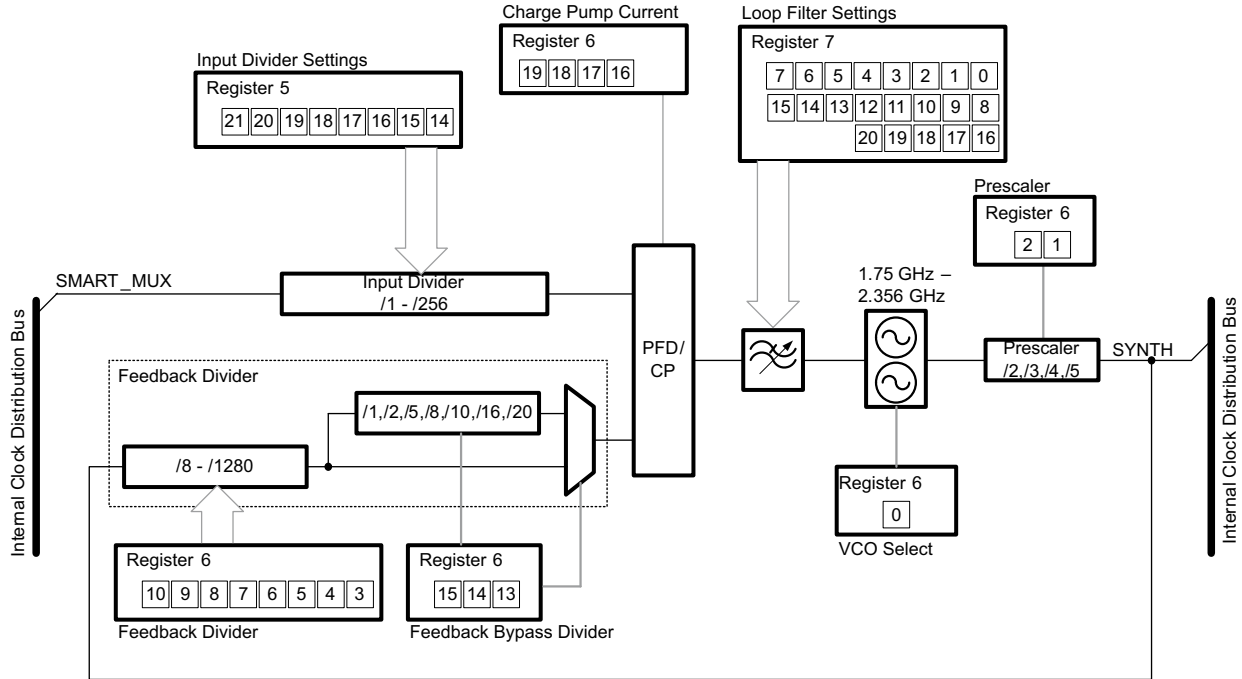 Charge Pump Current
Register 6
19 18 17 16
Loop Filter Settings
Register 7
7 6 5 4 3 2 1 0
15 14 13 12 11 10 9 8
20 19 18 17 16
Input Divider Settings
Register 5
21 20 19 18 17 16 15 14
Prescaler
Register 6
2 1
Internal Clock Distribution Bus
SMART_MUX
Input Divider
/1 - /256
PFD/
CP
1.75 GHz –
2.356 GHz
Prescaler
/2,/3,/4,/5
SYNTH
Internal Clock Distribution Bus
Feedback Divider
/1,/2,/5,/8,/10,/16,/20
/8 - /1280
Register 6
10 9 8 7 6 5 4 3
Feedback Divider
Register 6
15 14 13
Feedback Bypass Divider
Register 6
0
VCO Select